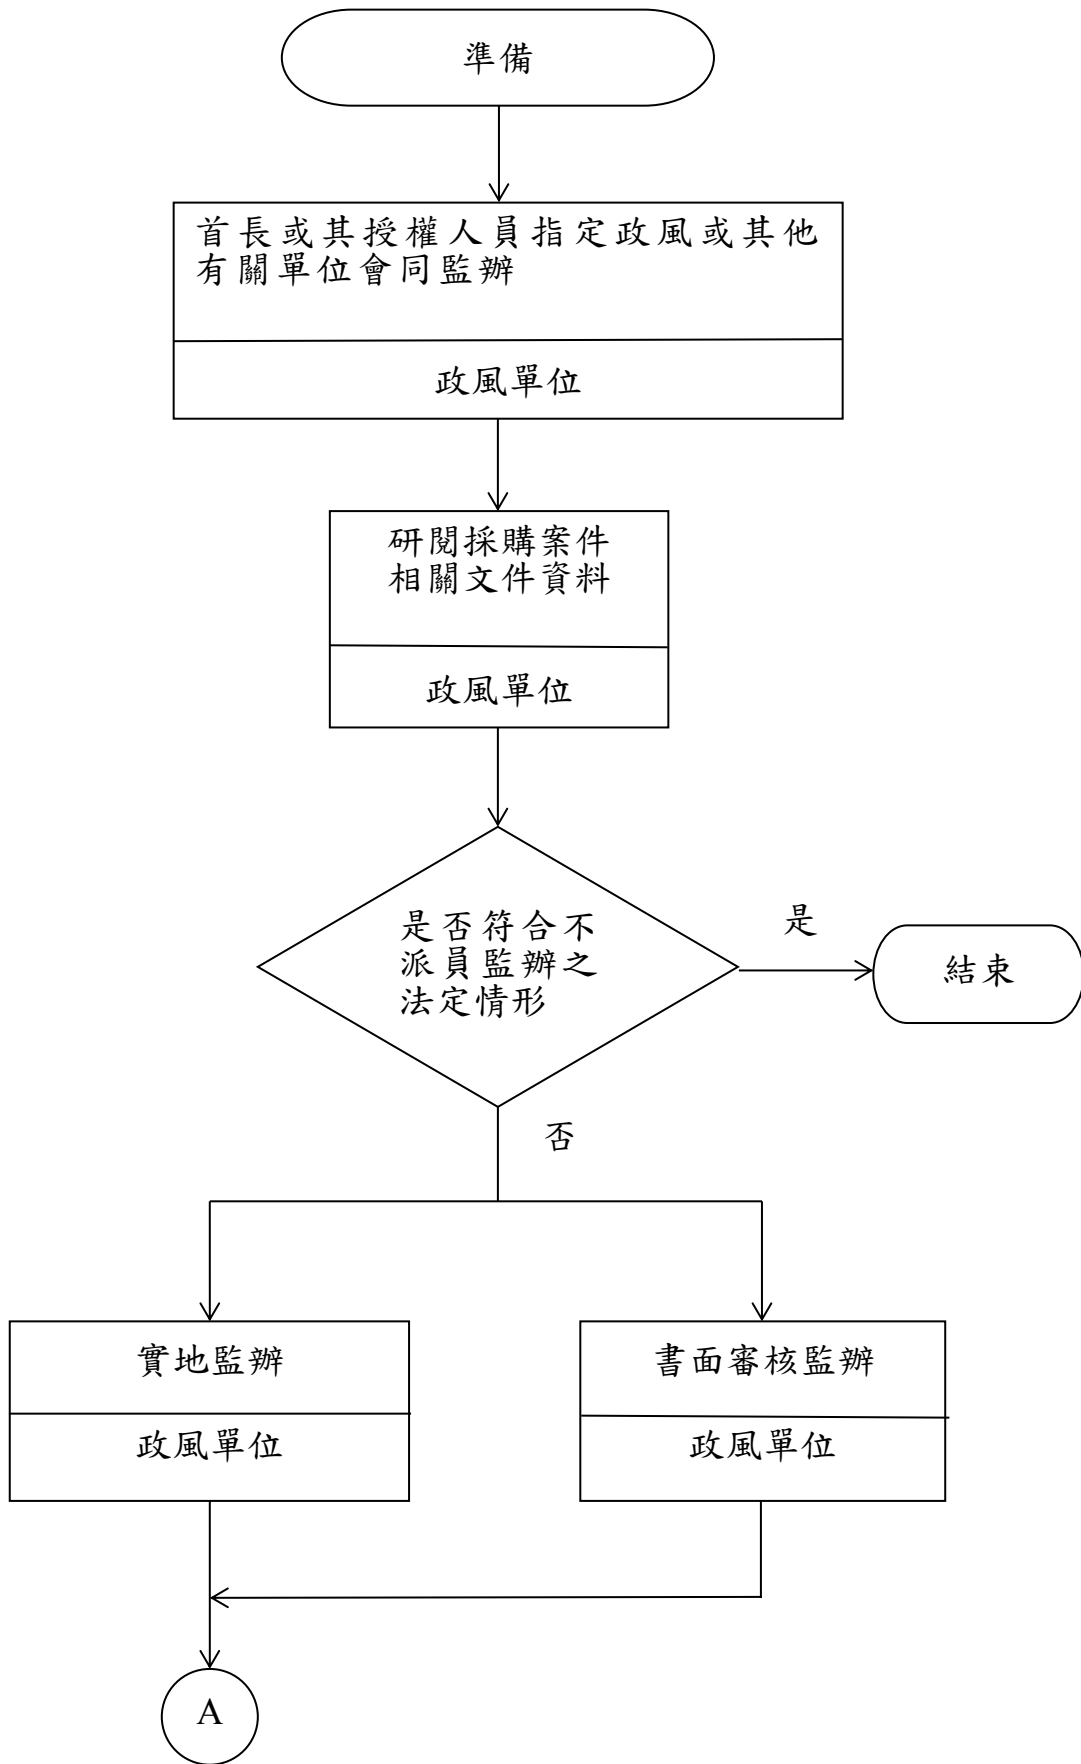 準備
首長或其授權人員指定政風或其他
有關單位會同監辦
政風單位
研閱採購案件
相關文件資料
政風單位
是否符合不
派員監辦之
法定情形
是
結束
否
實地監辦
政風單位
書面審核監辦
政風單位
A